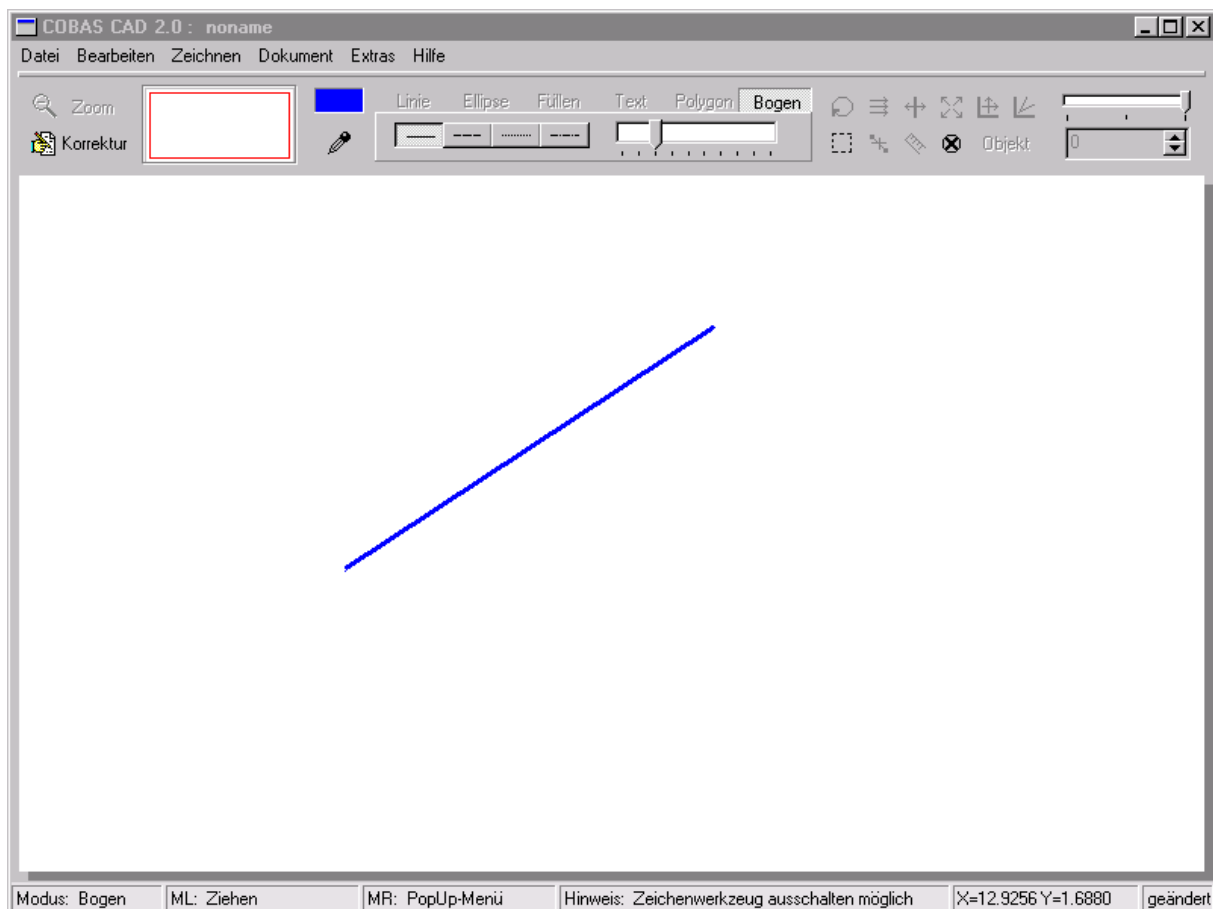 COBAS CAD 2.0 : noname
Datei Bearbeiten Zeichnen Dokument Extras Hilfe
Zoom Linie Ellipse Füllen Text Polygon Bogen
Korrektur Objekt 0
Modus: Bogen ML: Ziehen MR: PopUp-Menü Hinweis: Zeichenwerkzeug ausschalten möglich X=12.9256 Y=1.6880 geändert